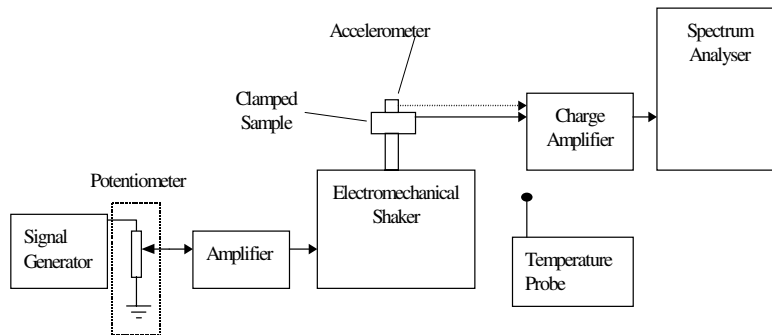 Accelerometer
Spectrum
Analyser
Clamped
Sample
Charge
Amplifier
Potentiometer
Electromechanical
Shaker
Signal
Generator
Amplifier
Temperature
Probe